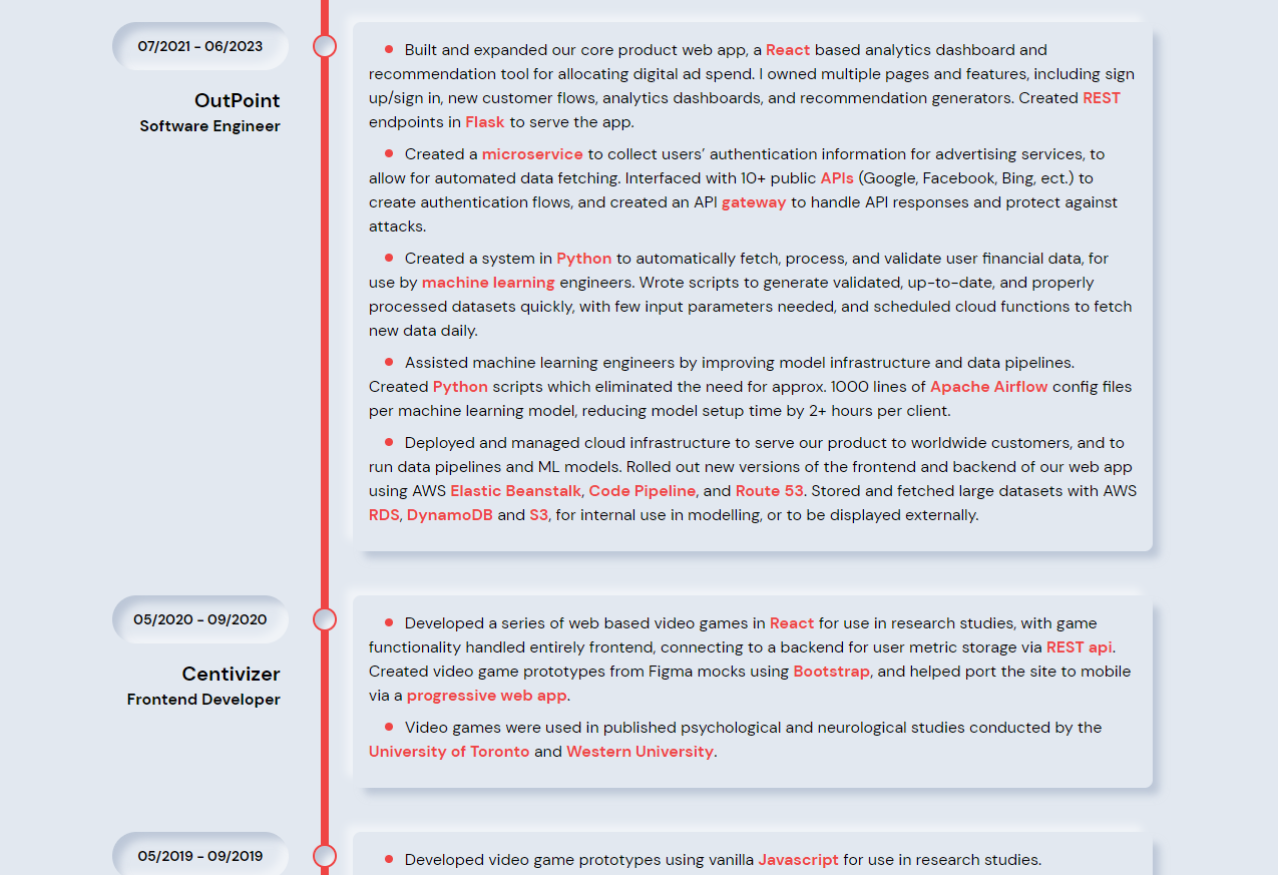 07/2021 - 06/2023
OutPoint
Software Engineer
Built and expanded our core product web app, a React based analytics dashboard and
recommendation tool for allocating digital ad spend. I owned multiple pages and features, including sign
up/sign in, new customer flows, analytics dashboards, and recommendation generators. Created REST
endpoints in Flask to serve the app.
Created a microservice to collect users’ authentication information for advertising services, to
allow for automated data fetching. Interfaced with 10+ public APIs (Google, Facebook, Bing, ect.) to
create authentication flows, and created an API gateway to handle API responses and protect against
attacks.
Created a system in Python to automatically fetch, process, and validate user financial data, for
use by machine learning engineers. Wrote scripts to generate validated, up-to-date, and properly
processed datasets quickly, with few input parameters needed, and scheduled cloud functions to fetch
new data daily.
Assisted machine learning engineers by improving model infrastructure and data pipelines.
Created Python scripts which eliminated the need for approx. 1000 lines of Apache Airflow config files
per machine learning model, reducing model setup time by 2+ hours per client.
Deployed and managed cloud infrastructure to serve our product to worldwide customers, and to
run data pipelines and ML models. Rolled out new versions of the frontend and backend of our web app
using AWS Elastic Beanstalk, Code Pipeline, and Route 53. Stored and fetched large datasets with AWS
RDS, DynamoDB and S3, for internal use in modelling, or to be displayed externally.
05/2020 - 09/2020
Centivizer
Frontend Developer
Developed a series of web based video games in React for use in research studies, with game
functionality handled entirely frontend, connecting to a backend for user metric storage via REST api.
Created video game prototypes from Figma mocks using Bootstrap, and helped port the site to mobile
via a progressive web app.
Video games were used in published psychological and neurological studies conducted by the
University of Toronto and Western University.
05/2019 - 09/2019
Developed video game prototypes using vanilla Javascript for use in research studies.